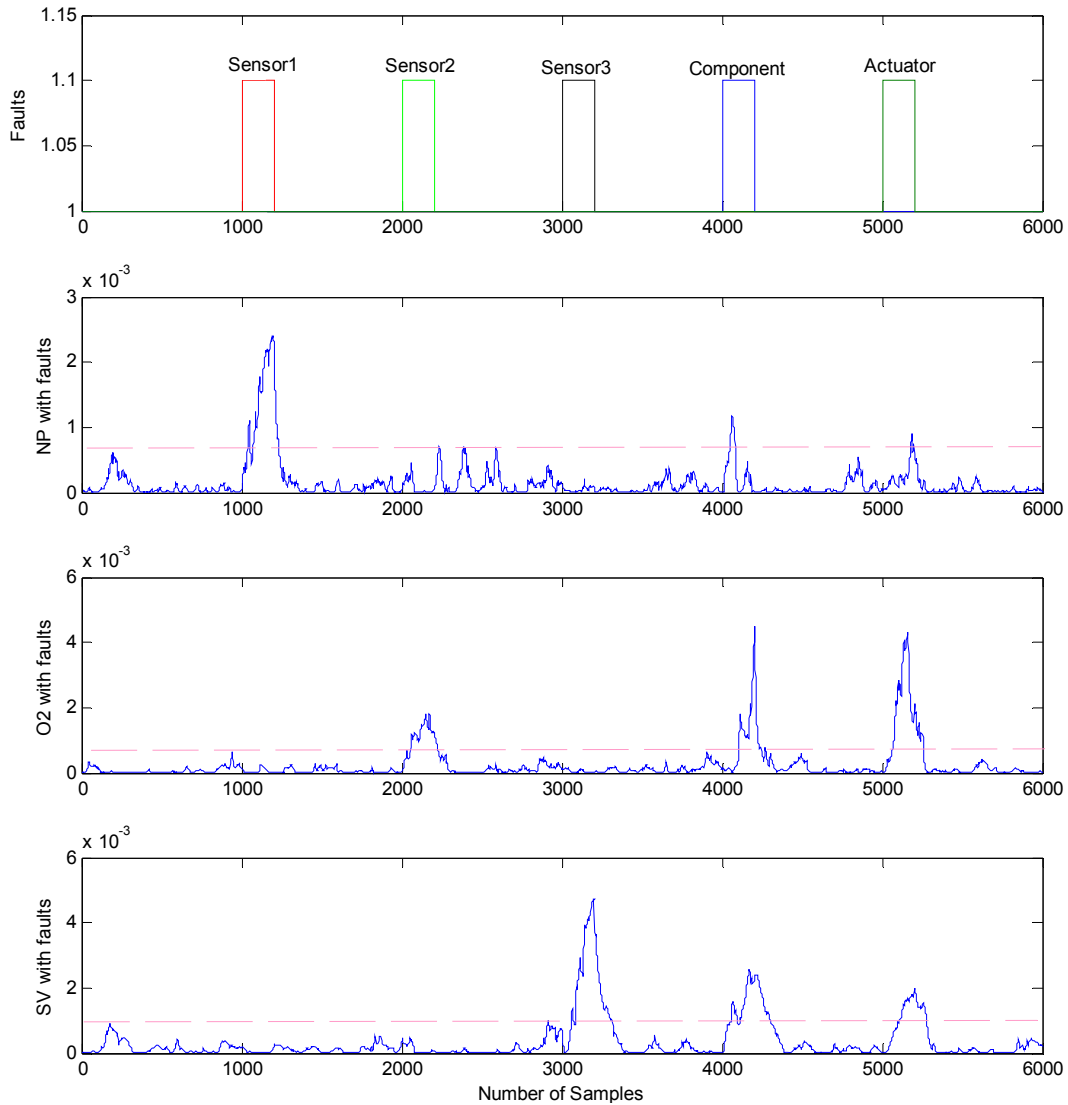 1.15
1.1
1.05
1
Faults
Sensor1
Sensor2
Sensor3
Component
Actuator
0 1000 2000 3000 4000 5000 6000
x 10-3
3
2
1
0
NP with faults
0 1000 2000 3000 4000 5000 6000
x 10-3
6
4
2
0
O2 with faults
0 1000 2000 3000 4000 5000 6000
x 10-3
6
4
2
0
SV with faults
0 1000 2000 3000 4000 5000 6000
Number of Samples